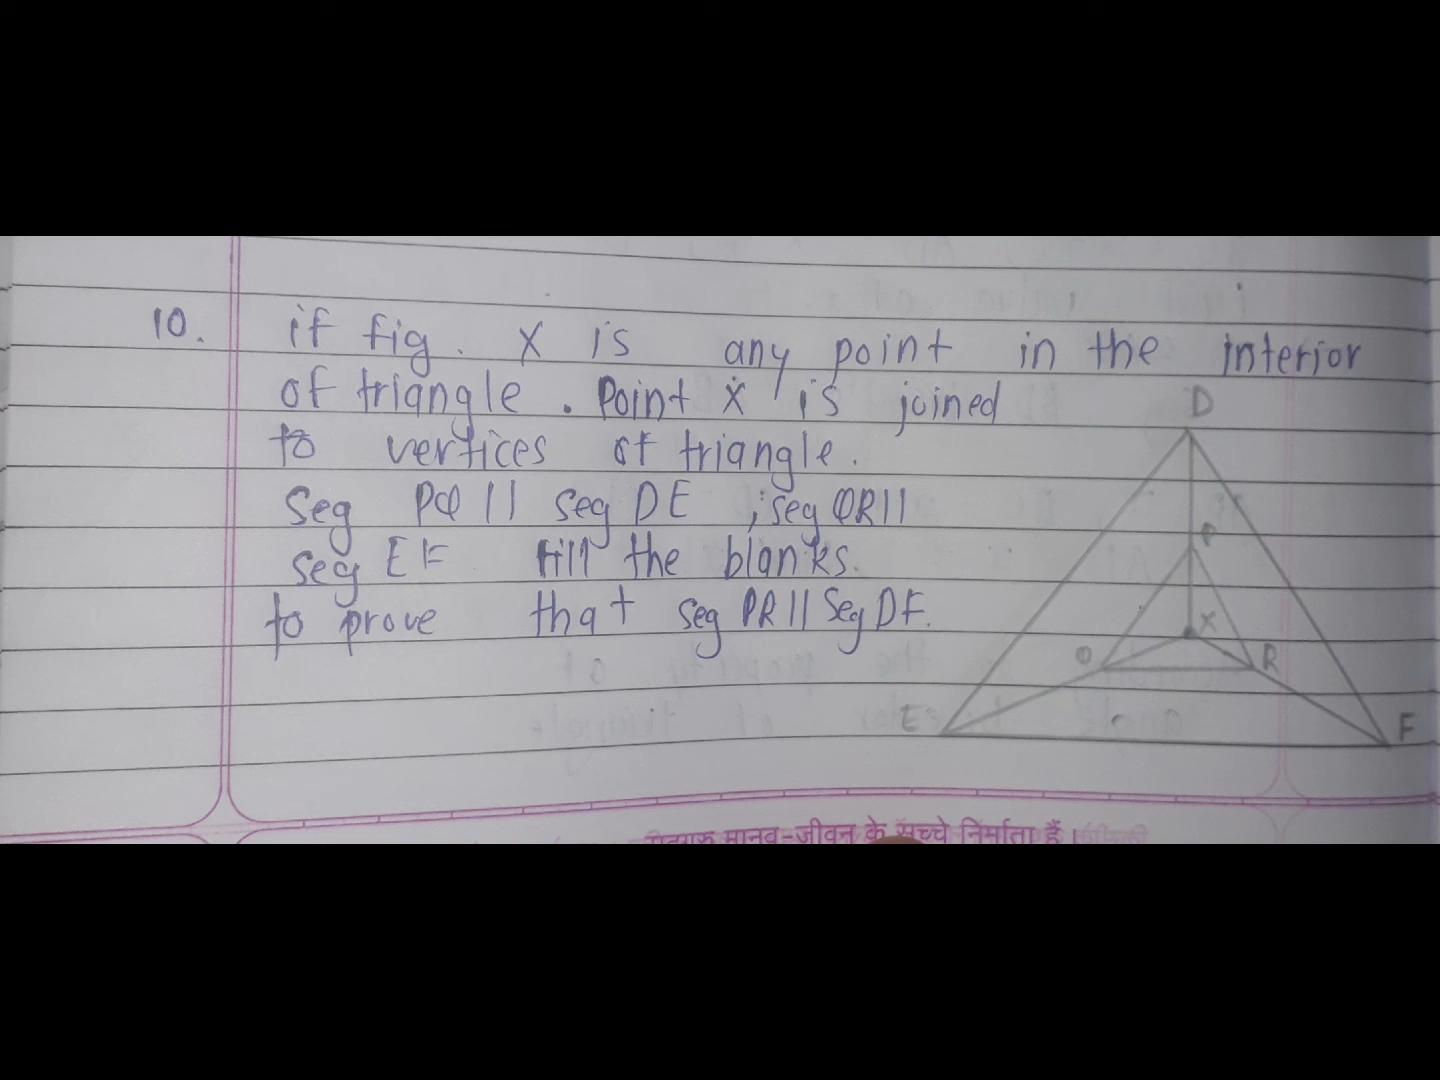 10. if fig. X is any point in the interior
of triangle. Point X is joined
to vertices of triangle.
Seg PQ || seg DE ; seg QR||
seg EF fill the blanks.
to prove that seg PR || Seg DF.
D
P
X
Q
R
E
F
मानव-जीवन के सच्चे निर्माता हैं।